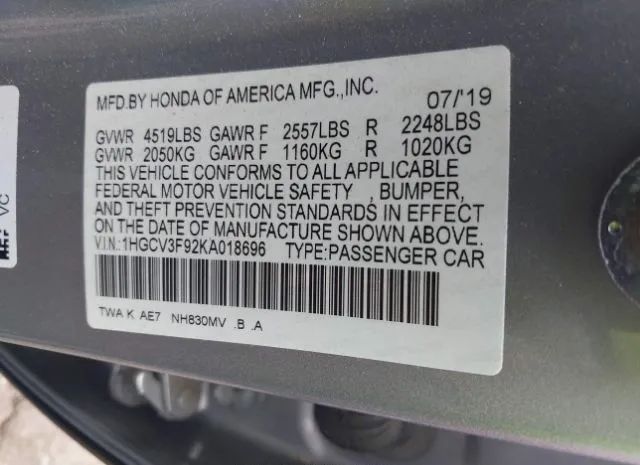 MFD.BY HONDA OF AMERICA MFG.,INC. 07/'19
GVWR 4519LBS GAWR F 2557LBS R 2248LBS
GVWR 2050KG GAWR F 1160KG R 1020KG
THIS VEHICLE CONFORMS TO ALL APPLICABLE
FEDERAL MOTOR VEHICLE SAFETY , BUMPER,
AND THEFT PREVENTION STANDARDS IN EFFECT
ON THE DATE OF MANUFACTURE SHOWN ABOVE.
V.I.N.:1HGCV3F92KA018696 TYPE:PASSENGER CAR
TWA K AE7 NH830MV .B .A
VC